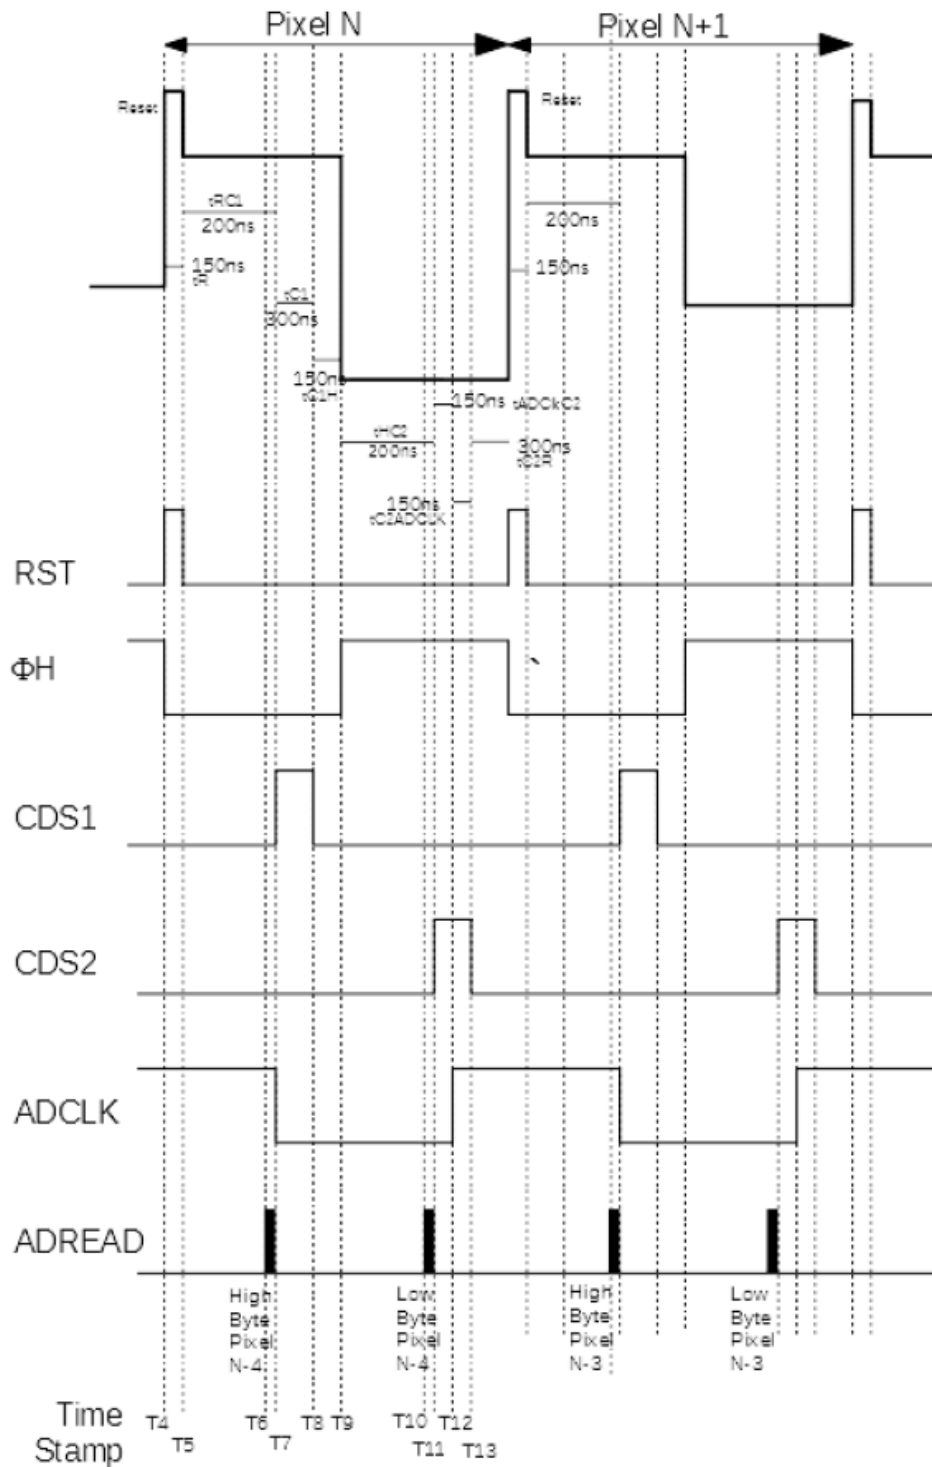 Pixel N
Pixel N+1
Reset
Reset
tRC1
200ns
200ns
150ns
tR
150ns
tC1
300ns
150ns
tC1H
150ns tADCkC2
tHC2
200ns
300ns
tC2R
150ns
tC2ADCLK
RST
ΦH
CDS1
CDS2
ADCLK
ADREAD
High
Byte
Pixel
N-4
Low
Byte
Pixel
N-4
High
Byte
Pixel
N-3
Low
Byte
Pixel
N-3
Time
Stamp
T4
T5
T6
T7
T8
T9
T10
T11
T12
T13